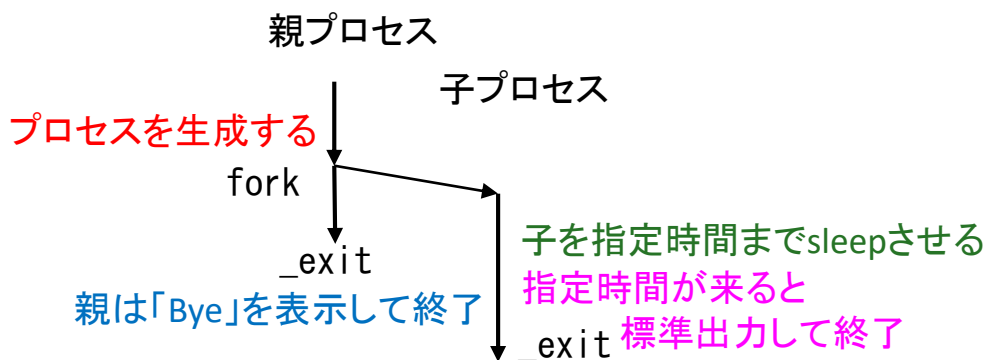 親プロセス
子プロセス
プロセスを生成する
fork
_exit
親は「Bye」を表示して終了
子を指定時間までsleepさせる
指定時間が来ると
_exit 標準出力して終了